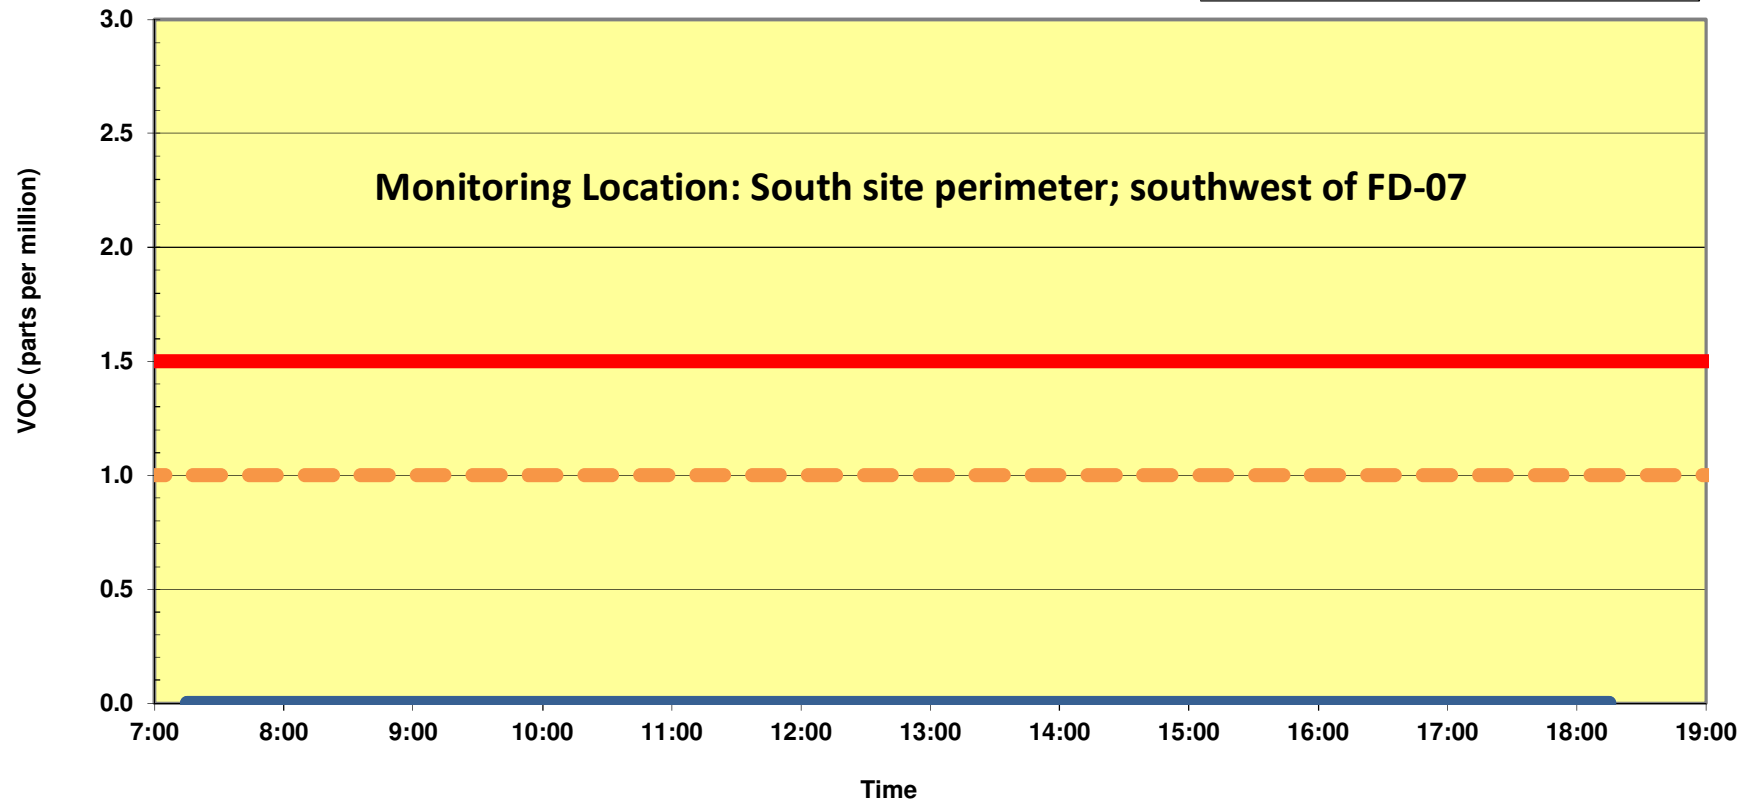 3.0
2.5
Monitoring Location: South site perimeter; southwest of FD-07
2.0
VOC (parts per million)
1.5
1.0
0.5
0.0
7:00 8:00 9:00 10:00 11:00 12:00 13:00 14:00 15:00 16:00 17:00 18:00 19:00
Time